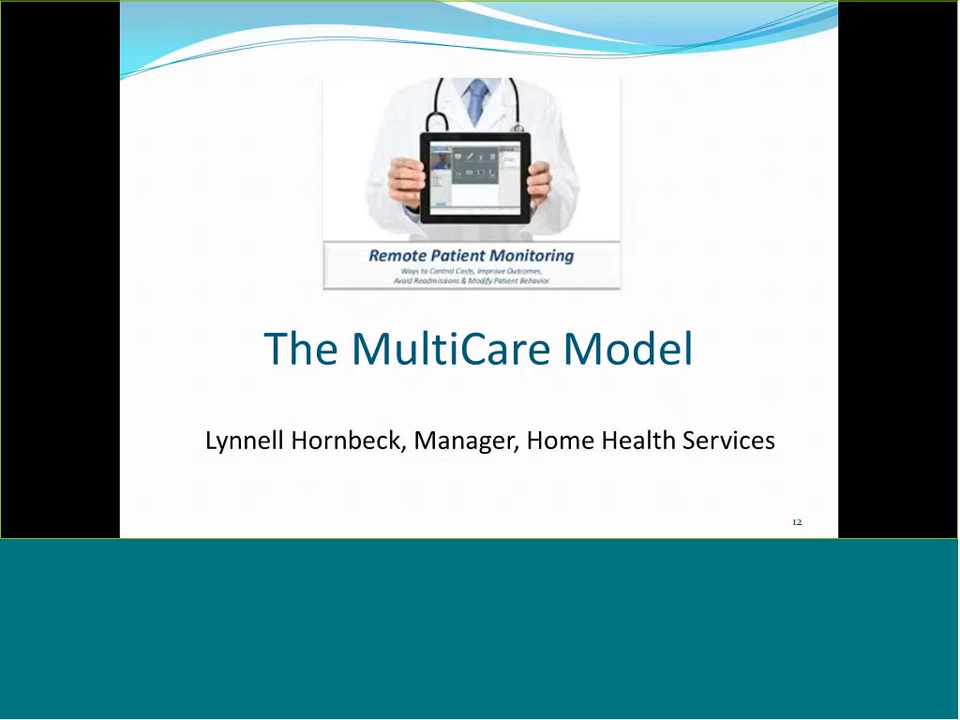 Remote Patient Monitoring
Ways to Control Costs, Improve Outcomes,
Avoid Readmissions & Modify Patient Behavior
The MultiCare Model
Lynnell Hornbeck, Manager, Home Health Services
12